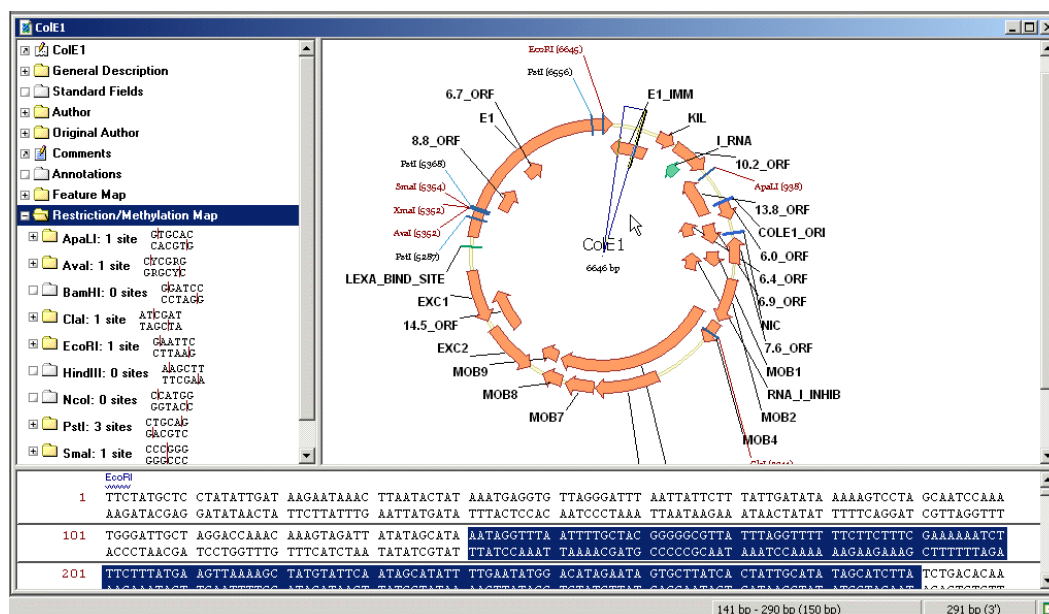 ColE1
ColE1
General Description
Standard Fields
Author
Original Author
Comments
Annotations
Feature Map
Restriction/Methylation Map
ApaLI: 1 site
GTGCAC
CACGTG
AvaI: 1 site
CYCGRG
GRGCYC
BamHI: 0 sites
GGATCC
CCTAGG
ClaI: 1 site
ATCGAT
TAGCTA
EcoRI: 1 site
GAATTC
CTTAAG
HindIII: 0 sites
AAGCTT
TTCGAA
NcoI: 0 sites
CCATGG
GGTACC
PstI: 3 sites
CTGCAG
GACGTC
SmaI: 1 site
CCCGGG
GGGCCC
EcoRI (6645)
PstI (6556)
6.7_ORF
E1_IMM
E1
KIL
8.8_ORF
I_RNA
10.2_ORF
PstI (5368)
ApaLI (938)
SmaI (5354)
13.8_ORF
XmaI (5352)
COLE1_ORI
AvaI (5352)
6.0_ORF
PstI (5287)
ColE1
6646 bp
LEXA_BIND_SITE
6.4_ORF
EXC1
6.9_ORF
14.5_ORF
NIC
EXC2
7.6_ORF
MOB9
MOB1
MOB8
RNA_I_INHIB
MOB7
MOB2
MOB4
EcoRI
1 TTCTATGCTC CTATATTGAT AAGAATAAAC TTAATACTAT AAATGAGGTG TTAGGGATTT AATTATTCTT TATTGATATA AAAAGTCCTA GCAATCCAAA
AAGATACGAG GATATAACTA TTCTTATTTG AATTATGATA TTTACTCCAC AATCCCTAAA TTAATAAGAA ATAACTATAT TTTTCAGGAT CGTTAGGTTT
101 TGGGATTGCT AGGACCAAAC AAAGTAGATT ATATAGCATA AATAGGTTTA ATTTTGCTAC GGGGGCGTTA TTAGGTTTTT TCTTCTTTCG GAAAAAATCT
ACCCTAACGA TCCTGGTTTG TTTCATCTAA TATATCGTAT TTATCCAAAT TAAAACGATG CCCCCGCAAT AATCCAAAAA AGAAGAAAGC CTTTTTTAGA
201 TTCTTTATGA AGTTAAAAGC TATGTATTCA ATAGCATATT TTGAATATGG ACATAGAATA GTGCTTATCA CTATTGCATA TAGCATCTTA TCTGACACAA
141 bp - 290 bp (150 bp)
291 bp (3')